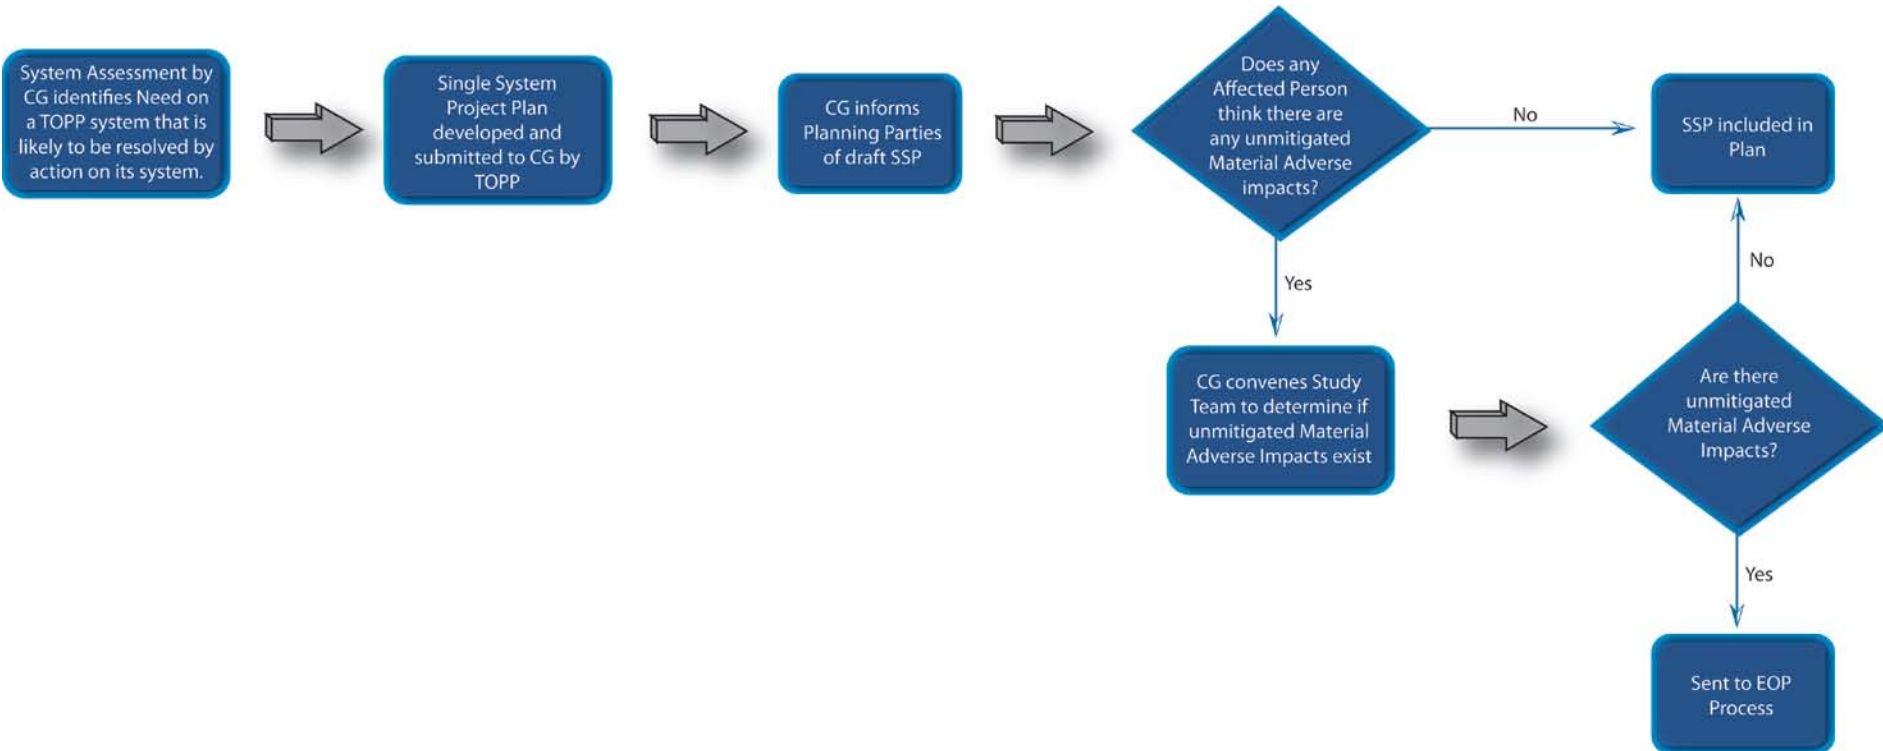 System Assessment by
CG identifies Need on
a TOPP system that is
likely to be resolved by
action on its system.
Single System
Project Plan
developed and
submitted to CG by
TOPP
CG informs
Planning Parties
of draft SSP
Does any
Affected Person
think there are
any unmitigated
Material Adverse
impacts?
No
SSP included in
Plan
Yes
No
CG convenes Study
Team to determine if
unmitigated Material
Adverse Impacts exist
Are there
unmitigated
Material Adverse
Impacts?
Yes
Sent to EOP
Process